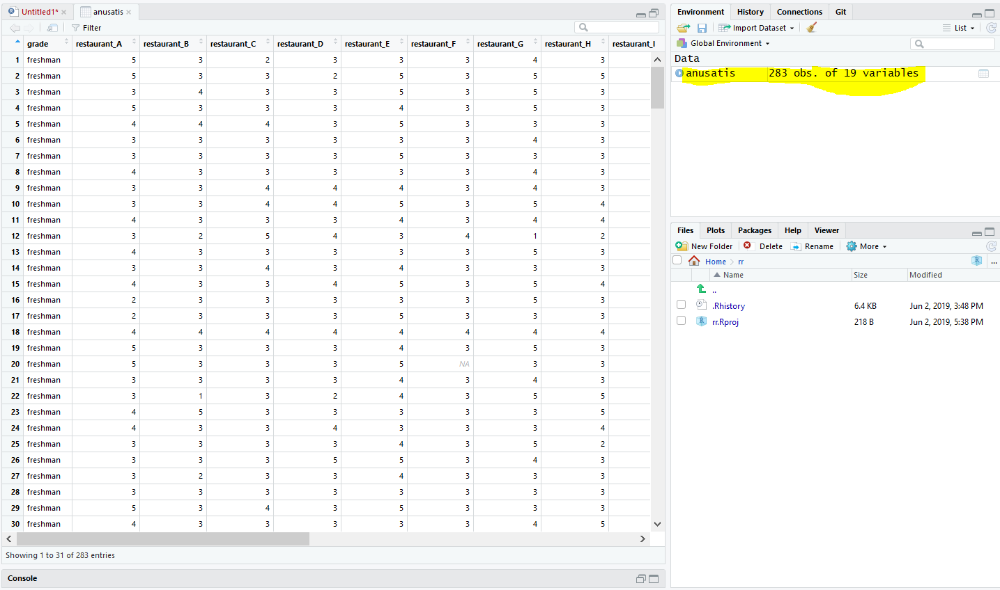 Untitled1* anusatis
Filter
grade restaurant_A restaurant_B restaurant_C restaurant_D restaurant_E restaurant_F restaurant_G restaurant_H restaurant_I
1 freshman 5 3 2 3 3 3 4 3
2 freshman 5 3 3 2 5 3 5 5
3 freshman 3 4 3 3 5 3 5 3
4 freshman 5 3 3 3 4 3 5 3
5 freshman 4 4 4 3 5 3 3 3
6 freshman 3 3 3 3 3 3 4 3
7 freshman 3 3 3 3 5 3 3 3
8 freshman 4 3 3 3 3 3 4 3
9 freshman 3 3 4 4 4 3 4 3
10 freshman 3 3 4 4 5 3 5 4
11 freshman 4 3 3 3 4 3 4 4
12 freshman 3 2 5 4 3 4 1 2
13 freshman 4 3 3 3 3 3 5 3
14 freshman 3 3 4 3 4 3 3 3
15 freshman 4 3 3 4 5 3 5 4
16 freshman 2 3 3 3 3 3 5 3
17 freshman 2 3 3 3 5 3 3 3
18 freshman 4 4 4 4 4 4 4 4
19 freshman 5 3 3 3 4 3 5 3
20 freshman 5 3 3 3 5 NA 3 3
21 freshman 3 3 3 3 4 3 4 3
22 freshman 3 1 3 2 4 3 5 5
23 freshman 4 5 3 3 3 3 3 5
24 freshman 4 3 3 4 3 3 3 4
25 freshman 3 3 3 3 4 3 5 2
26 freshman 3 3 3 5 5 3 4 3
27 freshman 3 2 3 3 4 3 3 3
28 freshman 3 3 3 3 3 3 3 3
29 freshman 5 3 4 3 5 3 3 3
30 freshman 4 3 3 3 3 3 4 5
Showing 1 to 31 of 283 entries
Console
Environment History Connections Git
Import Dataset List
Global Environment
Data
anusatis 283 obs. of 19 variables
Files Plots Packages Help Viewer
New Folder Delete Rename More
Home rr R ...
Name Size Modified
..
.Rhistory 6.4 KB Jun 2, 2019, 3:48 PM
rr.Rproj 218 B Jun 2, 2019, 5:38 PM